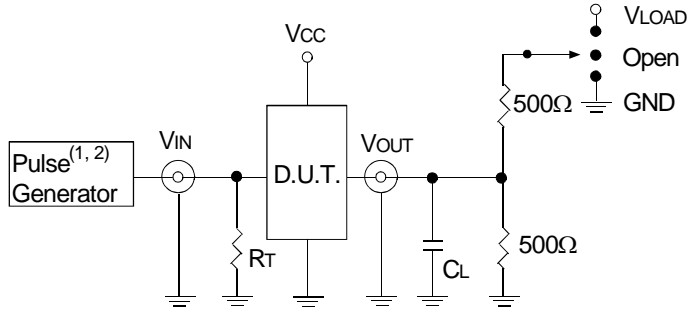 VLOAD
VCC
Open
500Ω
GND
VIN
VOUT
Pulse(1, 2)
Generator
D.U.T.
RT
CL
500Ω